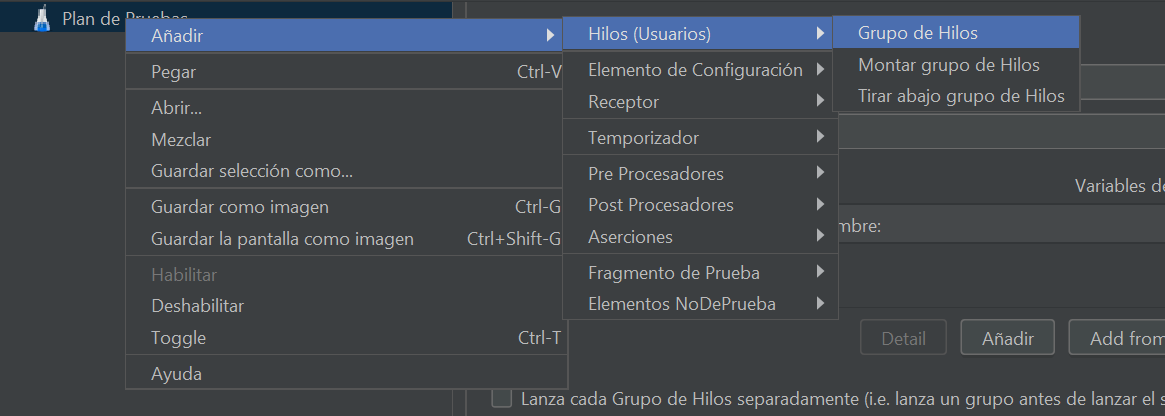 Plan de Pruebas
Añadir
Pegar Ctrl-V
Abrir...
Mezclar
Guardar selección como...
Guardar como imagen Ctrl-G
Guardar la pantalla como imagen Ctrl+Shift-G
Habilitar
Deshabilitar
Toggle Ctrl-T
Ayuda
Hilos (Usuarios)
Elemento de Configuración
Receptor
Temporizador
Pre Procesadores
Post Procesadores
Aserciones
Fragmento de Prueba
Elementos NoDePrueba
Grupo de Hilos
Montar grupo de Hilos
Tirar abajo grupo de Hilos
Variables de
mbre:
Detail Añadir Add from
Lanza cada Grupo de Hilos separadamente (i.e. lanza un grupo antes de lanzar el s